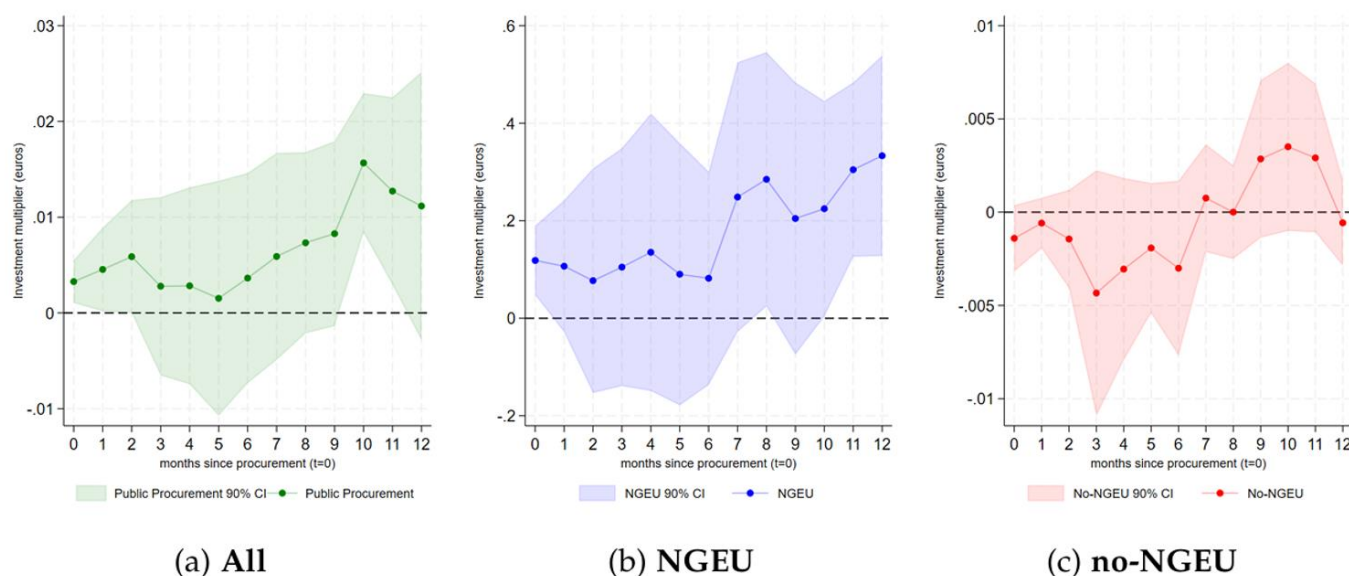 Investment multiplier (euros)
.03
.02
.01
0
-.01
0 1 2 3 4 5 6 7 8 9 10 11 12
months since procurement (t=0)
Public Procurement 90% CI Public Procurement
(a) All
Investment multiplier (euros)
.6
.4
.2
0
-.2
0 1 2 3 4 5 6 7 8 9 10 11 12
months since procurement (t=0)
NGEU 90% CI NGEU
(b) NGEU
Investment multiplier (euros)
.01
.005
0
-.005
-.01
0 1 2 3 4 5 6 7 8 9 10 11 12
months since procurement (t=0)
No-NGEU 90% CI No-NGEU
(c) no-NGEU